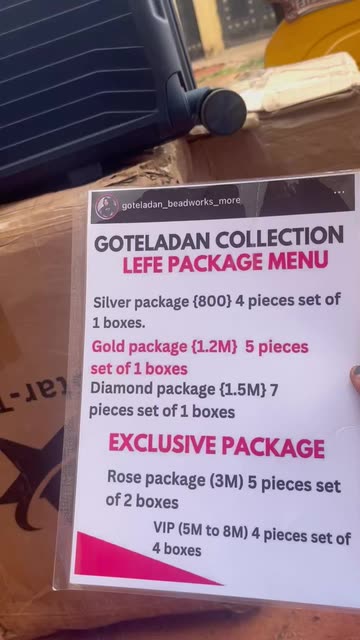 goteladan_beadworks_more
GOTELADAN COLLECTION
LEFE PACKAGE MENU
Silver package {800} 4 pieces set of
1 boxes.
Gold package {1.2M} 5 pieces
set of 1 boxes
Diamond package {1.5M} 7
pieces set of 1 boxes
EXCLUSIVE PACKAGE
Rose package (3M) 5 pieces set
of 2 boxes
VIP (5M to 8M) 4 pieces set of
4 boxes